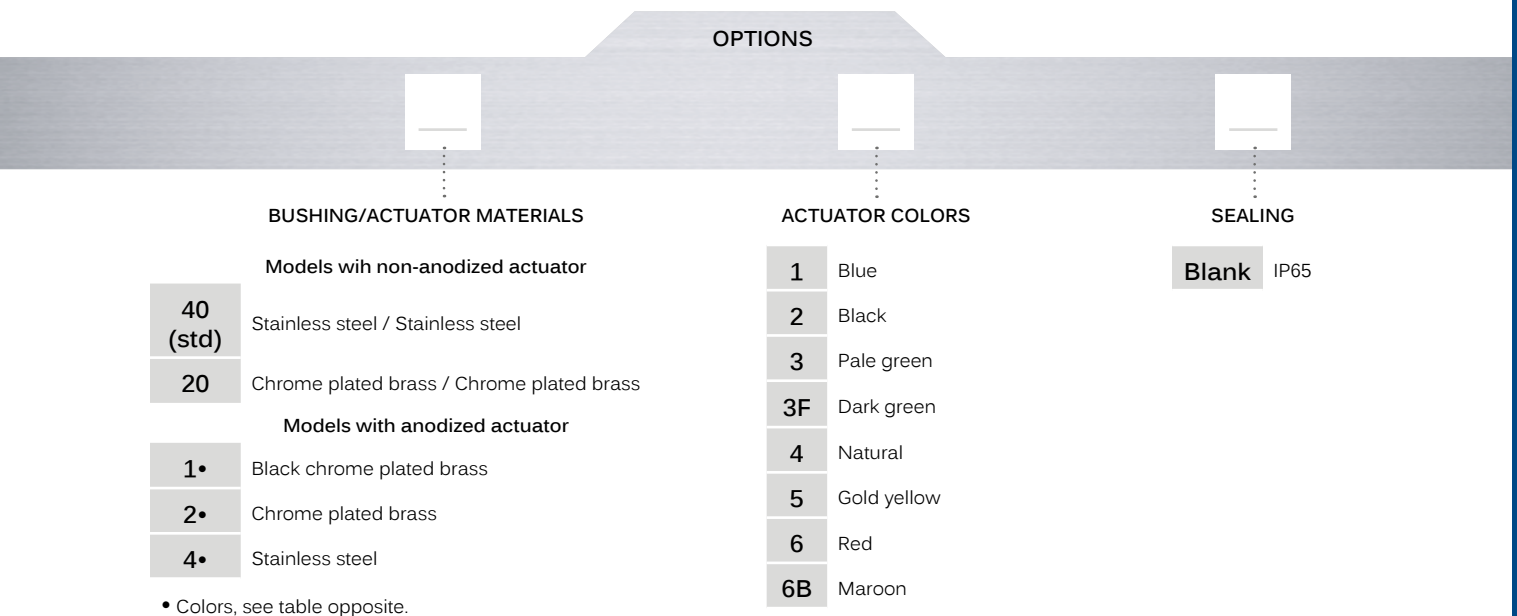 OPTIONS
BUSHING/ACTUATOR MATERIALS
Models wih non-anodized actuator
40
(std)
Stainless steel / Stainless steel
20 Chrome plated brass / Chrome plated brass
Models with anodized actuator
1• Black chrome plated brass
2• Chrome plated brass
4• Stainless steel
• Colors, see table opposite.
ACTUATOR COLORS
1 Blue
2 Black
3 Pale green
3F Dark green
4 Natural
5 Gold yellow
6 Red
6B Maroon
SEALING
Blank IP65